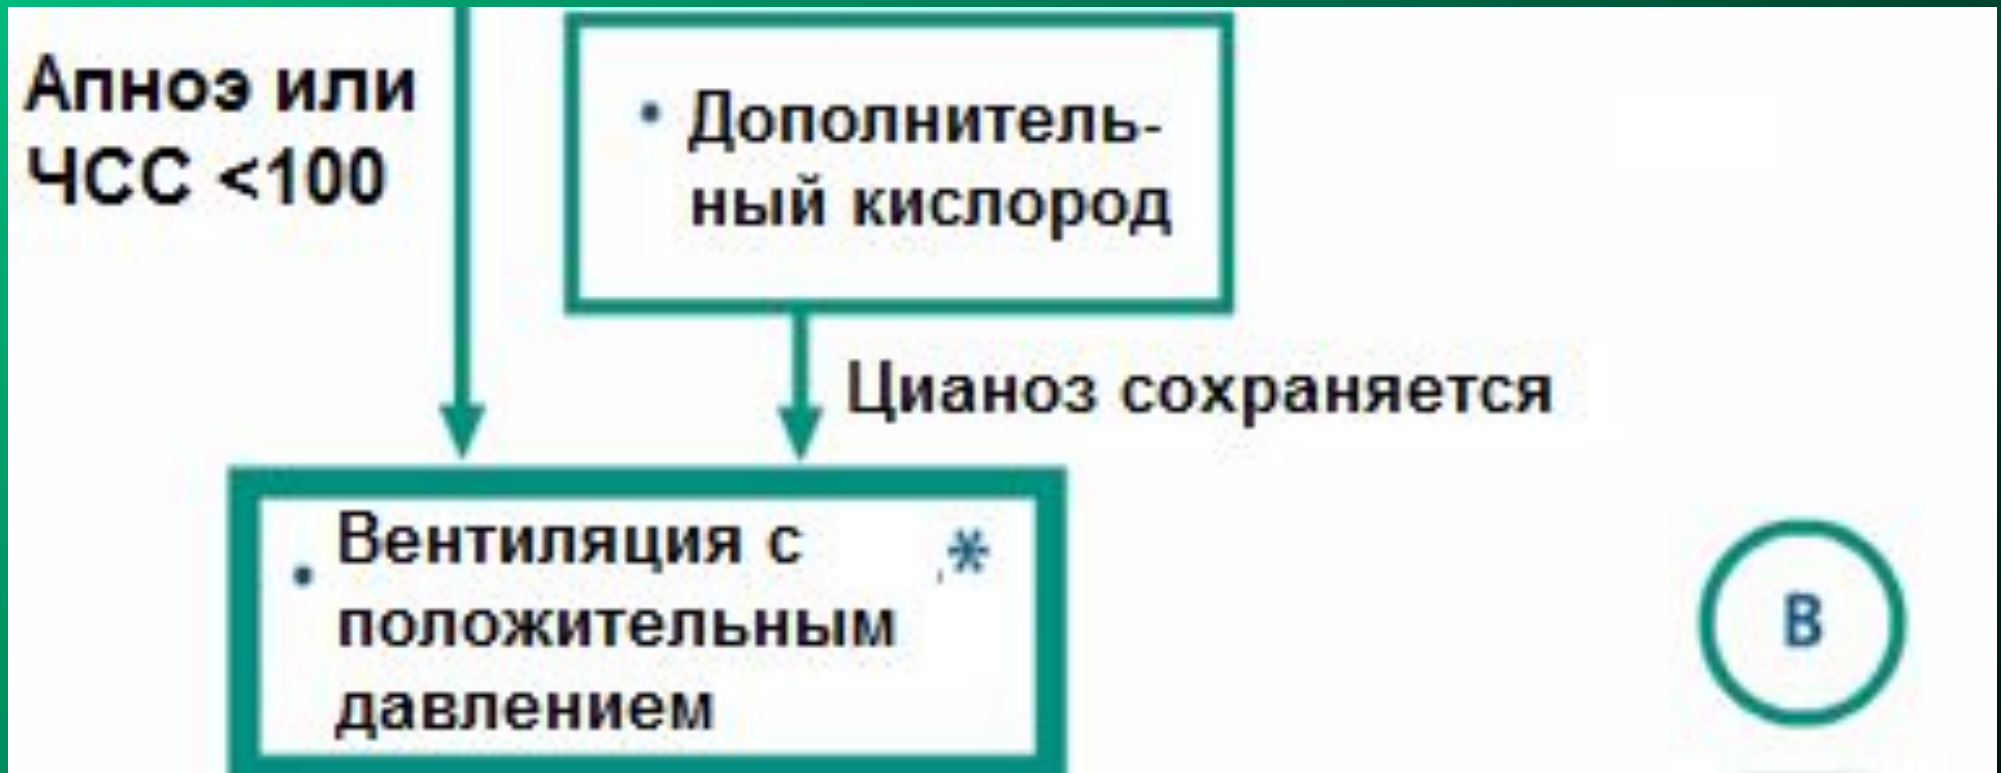 Апноэ или
ЧСС <100
• Дополнитель-
ный кислород
Цианоз сохраняется
• Вентиляция с *
положительным
давлением
B